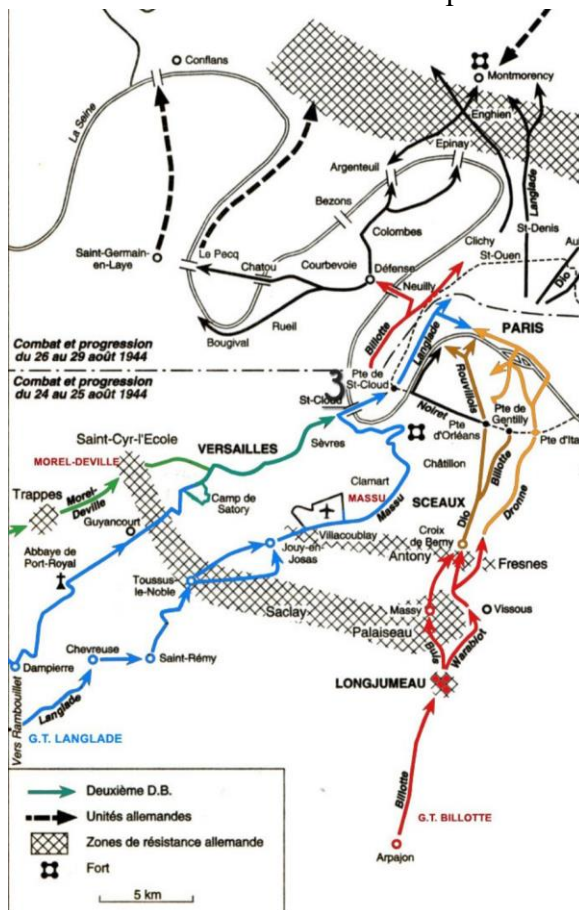 Conflans
Montmorency
La Seine
Enghien
Epinay
Argenteuil
Bezons
Langlade
Saint-Germain-
en-Laye
Le Pecq
Colombes
Clichy
St-Denis
St-Ouen
Chatou
Courbevoie
Défense
Dio
Neuilly
Rueil
Bougival
Combat et progression
du 26 au 29 août 1944
Billotte
Langlade
PARIS
Combat et progression
du 24 au 25 août 1944
3
Pte de
St-Cloud
St-Cloud
Noiret
Rouvillois
Pte de
Gentilly
Saint-Cyr-l'Ecole
Pte d'Orléans
Pte d'Ita
VERSAILLES
Sèvres
MOREL-DEVILLE
Châtillon
Billotte
Trappes
Morel-
Deville
Clamart
Camp de
Satory
MASSU
Massu
SCEAUX
Guyancourt
Villacoublay
Dio
Dronne
Abbaye de
Port-Royal
Croix
de Berny
Jouy-en-
Josas
Antony
Fresnes
Toussus-
le-Noble
Saclay
Massy
Vissous
Palaiseau
Chevreuse
Saint-Rémy
Buis
Warabiot
Dampierre
LONGJUMEAU
Vers Rambouillet
Langlade
G.T. LANGLADE
Deuxième D.B.
Unités allemandes
Zones de résistance allemande
Fort
5 km
Billotte
G.T. BILLOTTE
Arpajon